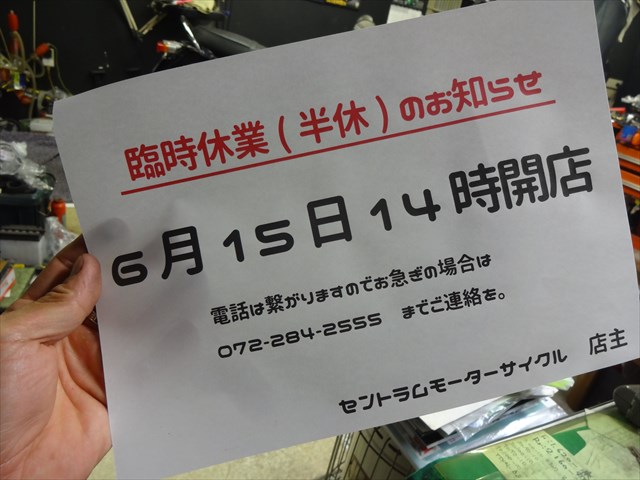 臨時休業(半休)のお知らせ
6月15日14時開店
電話は繋がりますのでお急ぎの場合は
072-284-2555 までご連絡を。
セントラムモーターサイクル 店主